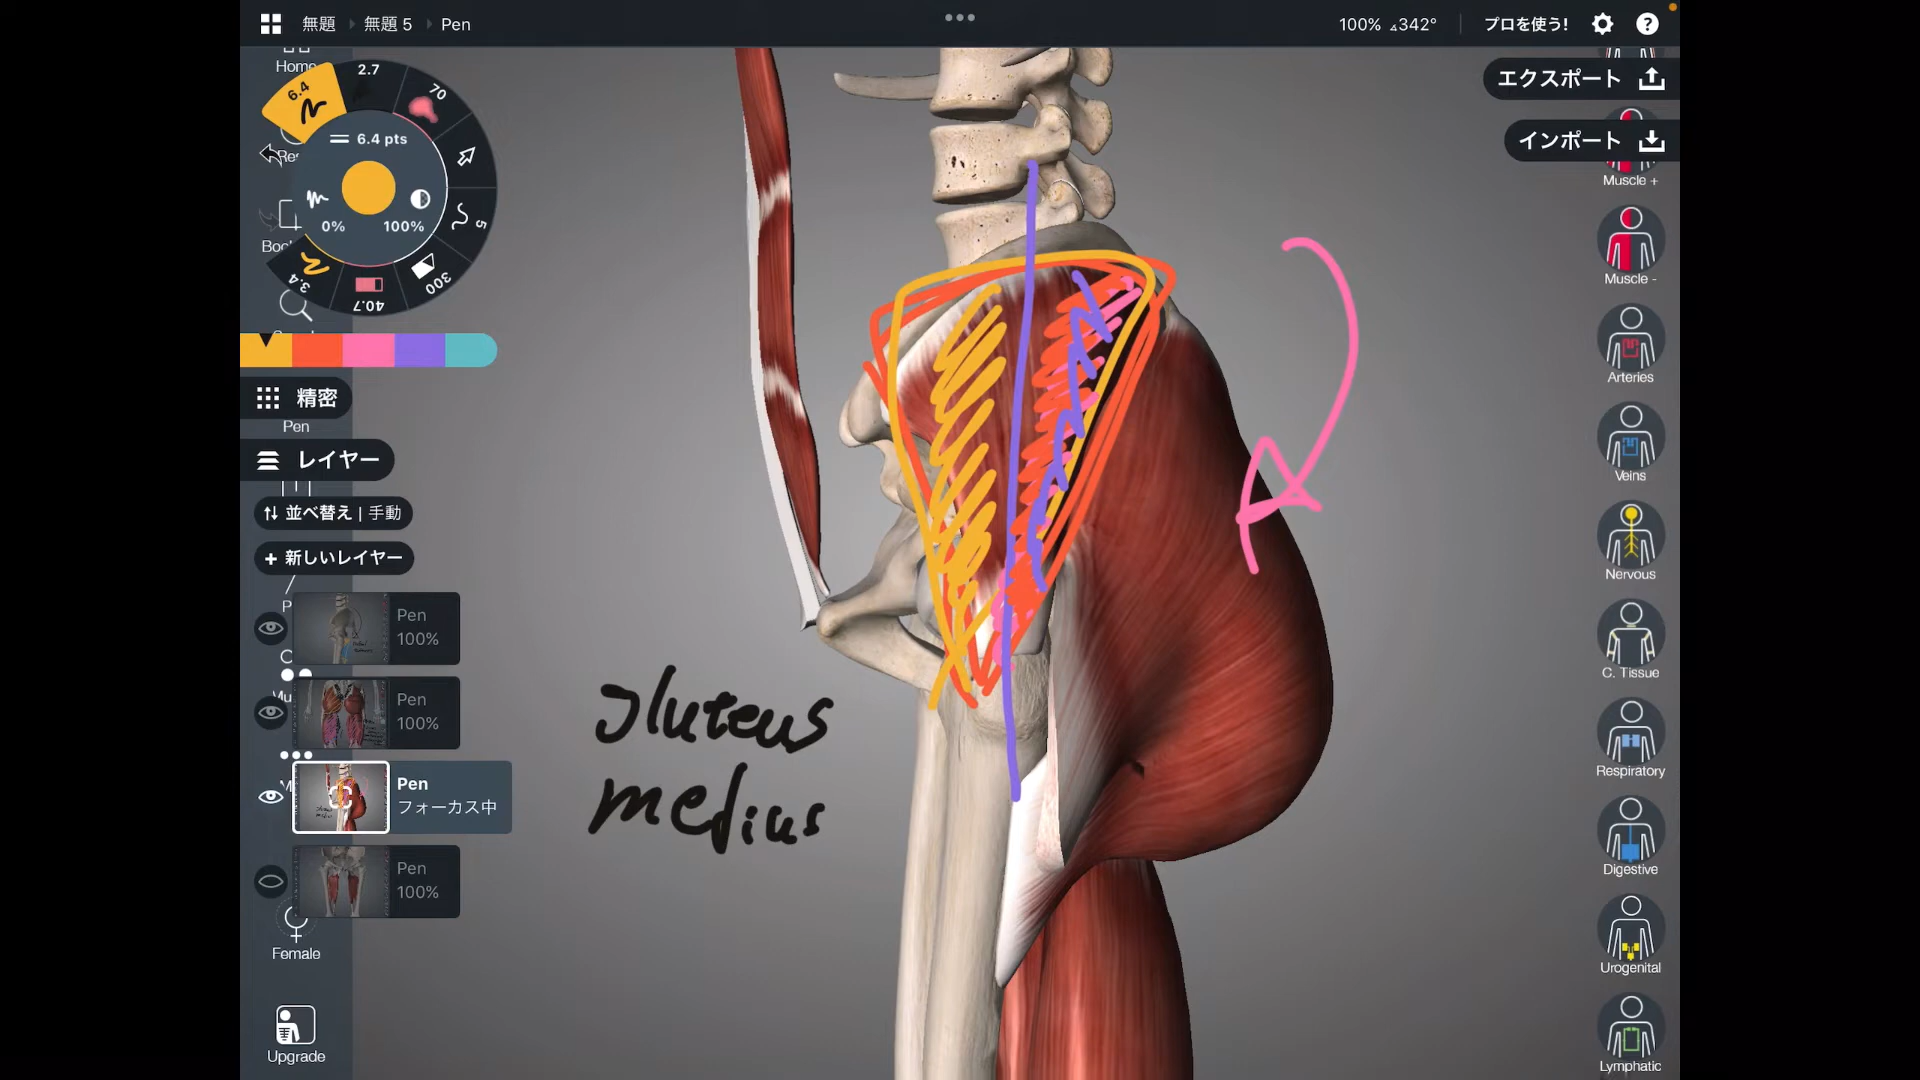 無題 無題 5 Pen
100% ⊿342°
プロを使う!
?
エクスポート
インポート
Home
6.4
2.7
70
6.4 pts
0% 100%
5
300
40.7
3.4
精密
Pen
レイヤー
並べ替え | 手動
+ 新しいレイヤー
Pen
100%
Pen
100%
Pen
フォーカス中
Pen
100%
Female
Upgrade
Gluteus
medius
Muscle +
Muscle -
Arteries
Veins
Nervous
C. Tissue
Respiratory
Digestive
Urogenital
Lymphatic